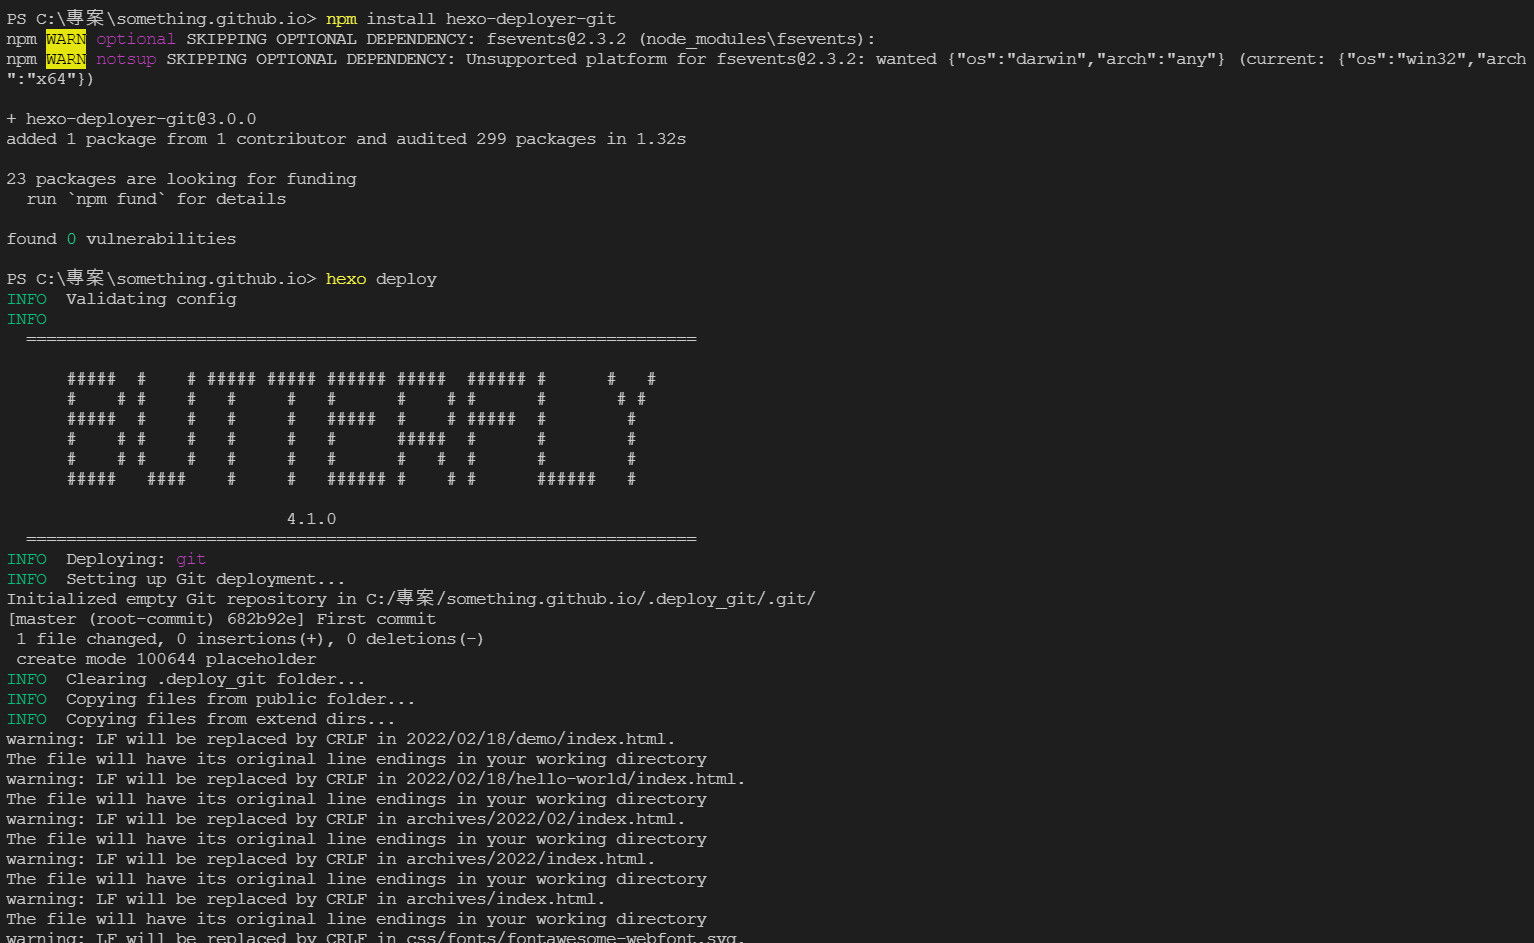 PS C:\專案\something.github.io> npm install hexo-deployer-git
npm WARN optional SKIPPING OPTIONAL DEPENDENCY: fsevents@2.3.2 (node_modules\fsevents):
npm WARN notsup SKIPPING OPTIONAL DEPENDENCY: Unsupported platform for fsevents@2.3.2: wanted {"os":"darwin","arch":"any"} (current: {"os":"win32","arch
":"x64"})
+ hexo-deployer-git@3.0.0
added 1 package from 1 contributor and audited 299 packages in 1.32s
23 packages are looking for funding
  run `npm fund` for details
found 0 vulnerabilities
PS C:\專案\something.github.io> hexo deploy
INFO  Validating config
INFO
  ===================================================================
      #####  #    # ##### ##### ###### #####  ###### #      #   #
      #    # #    #   #     #   #      #    # #      #       # #
      #####  #    #   #     #   #####  #    # #####  #        #
      #    # #    #   #     #   #      #####  #      #        #
      #    # #    #   #     #   #      #   #  #      #        #
      #####   ####    #     #   ###### #    # #      ######   #
                            4.1.0
  ===================================================================
INFO  Deploying: git
INFO  Setting up Git deployment...
Initialized empty Git repository in C:/專案/something.github.io/.deploy_git/.git/
[master (root-commit) 682b92e] First commit
 1 file changed, 0 insertions(+), 0 deletions(-)
 create mode 100644 placeholder
INFO  Clearing .deploy_git folder...
INFO  Copying files from public folder...
INFO  Copying files from extend dirs...
warning: LF will be replaced by CRLF in 2022/02/18/demo/index.html.
The file will have its original line endings in your working directory
warning: LF will be replaced by CRLF in 2022/02/18/hello-world/index.html.
The file will have its original line endings in your working directory
warning: LF will be replaced by CRLF in archives/2022/02/index.html.
The file will have its original line endings in your working directory
warning: LF will be replaced by CRLF in archives/2022/index.html.
The file will have its original line endings in your working directory
warning: LF will be replaced by CRLF in archives/index.html.
The file will have its original line endings in your working directory
warning: LF will be replaced by CRLF in css/fonts/fontawesome-webfont.svg.